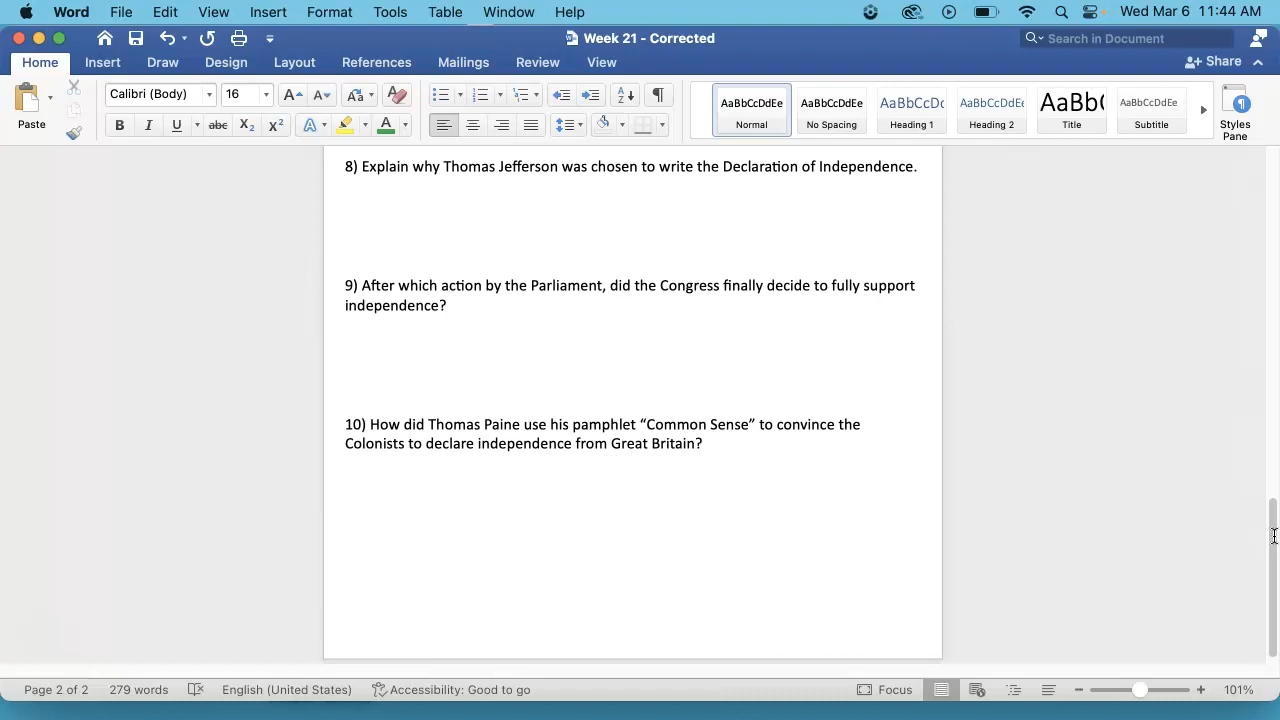 Word File Edit View Insert Format Tools Table Window Help Wed Mar 6 11:44 AM
Week 21 - Corrected Search in Document
Home Insert Draw Design Layout References Mailings Review View Share
Paste Calibri (Body) 16 AaBbCcDdEe Normal AaBbCcDdEe No Spacing AaBbCcDc Heading 1 AaBbCcDdEe Heading 2 AaBb( Title AaBbCcDdEe Subtitle Styles Pane
8) Explain why Thomas Jefferson was chosen to write the Declaration of Independence.
9) After which action by the Parliament, did the Congress finally decide to fully support
independence?
10) How did Thomas Paine use his pamphlet “Common Sense” to convince the
Colonists to declare independence from Great Britain?
Page 2 of 2 279 words English (United States) Accessibility: Good to go Focus 101%